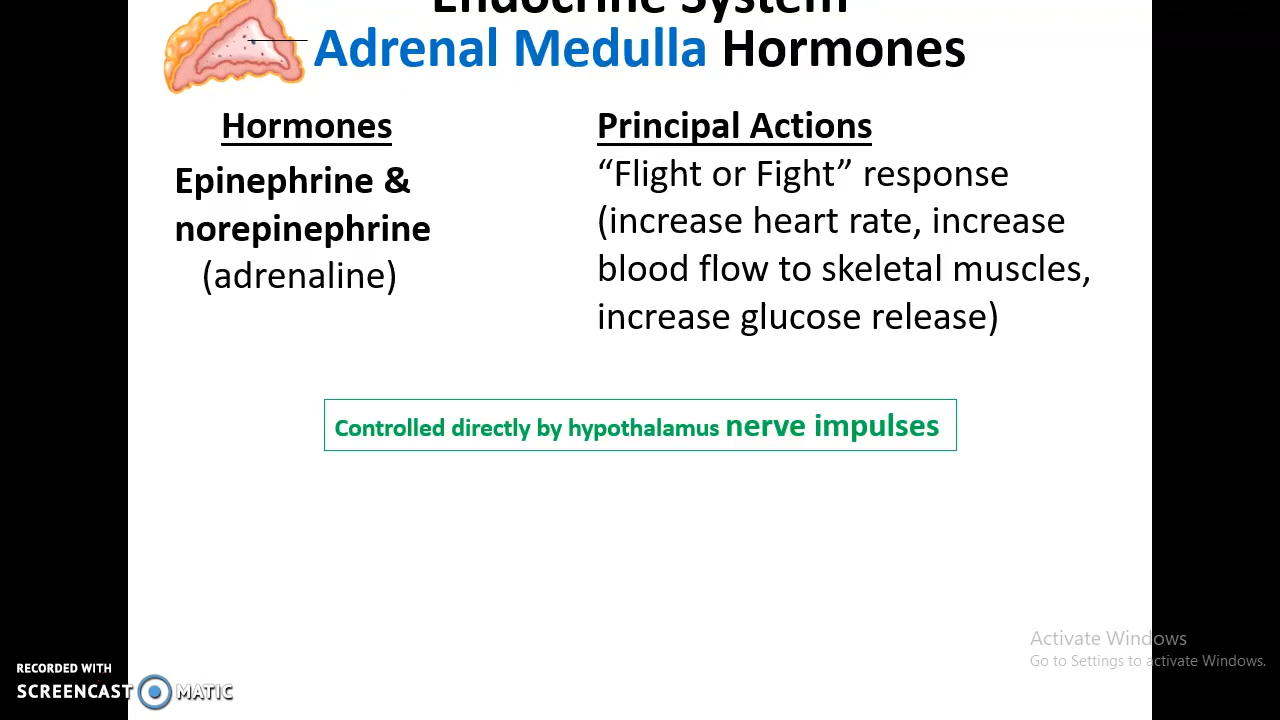 Endocrine System
Adrenal Medulla Hormones
Hormones
Epinephrine &
norepinephrine
(adrenaline)
Principal Actions
“Flight or Fight” response
(increase heart rate, increase
blood flow to skeletal muscles,
increase glucose release)
Controlled directly by hypothalamus nerve impulses
Activate Windows
Go to Settings to activate Windows.
RECORDED WITH
SCREENCAST MATIC